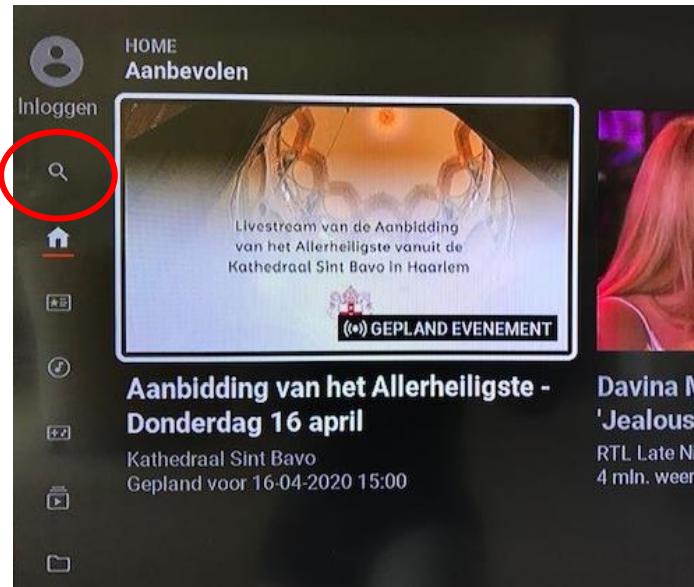 HOME
Aanbevolen
Inloggen
Livestream van de Aanbidding
van het Allerheiligste vanuit de
Kathedraal Sint Bavo in Haarlem
((•)) GEPLAND EVENEMENT
Aanbidding van het Allerheiligste -
Donderdag 16 april
Kathedraal Sint Bavo
Gepland voor 16-04-2020 15:00
Davina
'Jealous
RTL Late
4 mln.